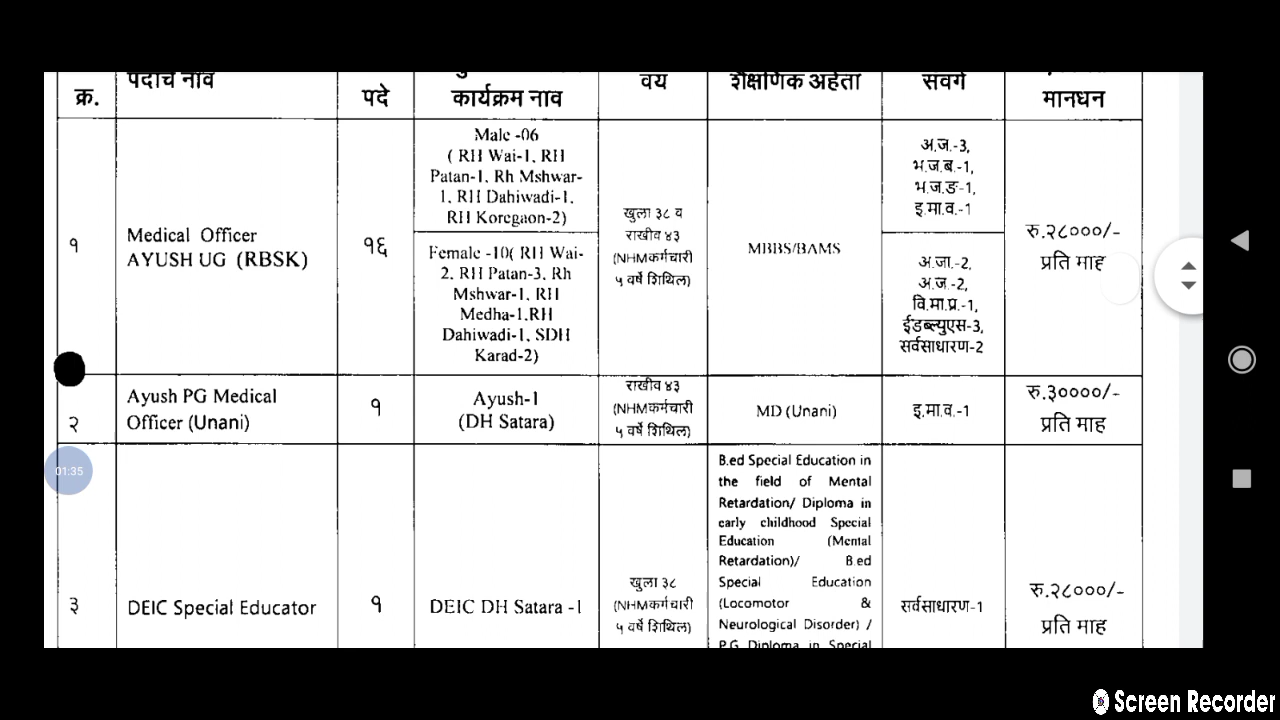 पदाचे नाव
वय
शैक्षणिक अर्हता
संवर्ग
क्र.
पदे
कार्यक्रम नाव
मानधन
१
Medical Officer
AYUSH UG (RBSK)
१६
Male -06
( RH Wai-1, RH
Patan-1, Rh Mshwar-
1, RH Dahiwadi-1,
RH Koregaon-2)
Female -10( RH Wai-
2, RH Patan-3, Rh
Mshwar-1, RH
Medha-1,RH
Dahiwadi-1, SDH
Karad-2)
खुला ३८ व
राखीव ४३
(NHMकर्मचारी
५ वर्षे शिथिल)
MBBS/BAMS
अ.ज.-3,
भ.ज.ब.-1,
भ.ज.ड-1,
इ.मा.व.-1
अ.जा.-2,
अ.ज.-2,
वि.मा.प्र.-1,
ईडब्ल्युएस-3,
सर्वसाधारण-2
रु.२८०००/-
प्रति माह
२
Ayush PG Medical
Officer (Unani)
१
Ayush-1
(DH Satara)
राखीव ४३
(NHMकर्मचारी
५ वर्षे शिथिल)
MD (Unani)
इ.मा.व.-1
रु.३००००/-
प्रति माह
01:35
३
DEIC Special Educator
१
DEIC DH Satara -1
खुला ३८
(NHMकर्मचारी
५ वर्षे शिथिल)
B.ed Special Education in
the field of Mental
Retardation/ Diploma in
early childhood Special
Education (Mental
Retardation)/ B.ed
Special Education
(Locomotor &
Neurological Disorder) /
P.G Diploma in Special
सर्वसाधारण-1
रु.२८०००/-
प्रति माह
Screen Recorder